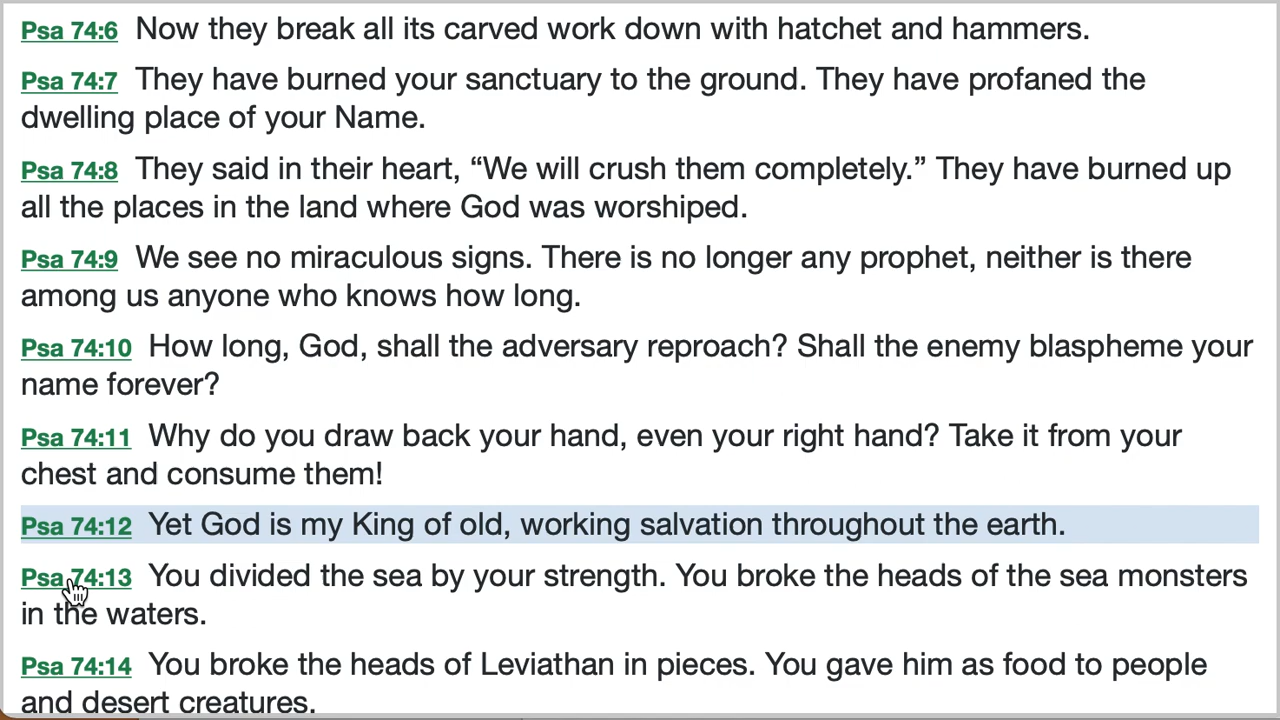 Psa 74:6 Now they break all its carved work down with hatchet and hammers.
Psa 74:7 They have burned your sanctuary to the ground. They have profaned the
dwelling place of your Name.
Psa 74:8 They said in their heart, “We will crush them completely.” They have burned up
all the places in the land where God was worshiped.
Psa 74:9 We see no miraculous signs. There is no longer any prophet, neither is there
among us anyone who knows how long.
Psa 74:10 How long, God, shall the adversary reproach? Shall the enemy blaspheme your
name forever?
Psa 74:11 Why do you draw back your hand, even your right hand? Take it from your
chest and consume them!
Psa 74:12 Yet God is my King of old, working salvation throughout the earth.
Psa 74:13 You divided the sea by your strength. You broke the heads of the sea monsters
in the waters.
Psa 74:14 You broke the heads of Leviathan in pieces. You gave him as food to people
and desert creatures.